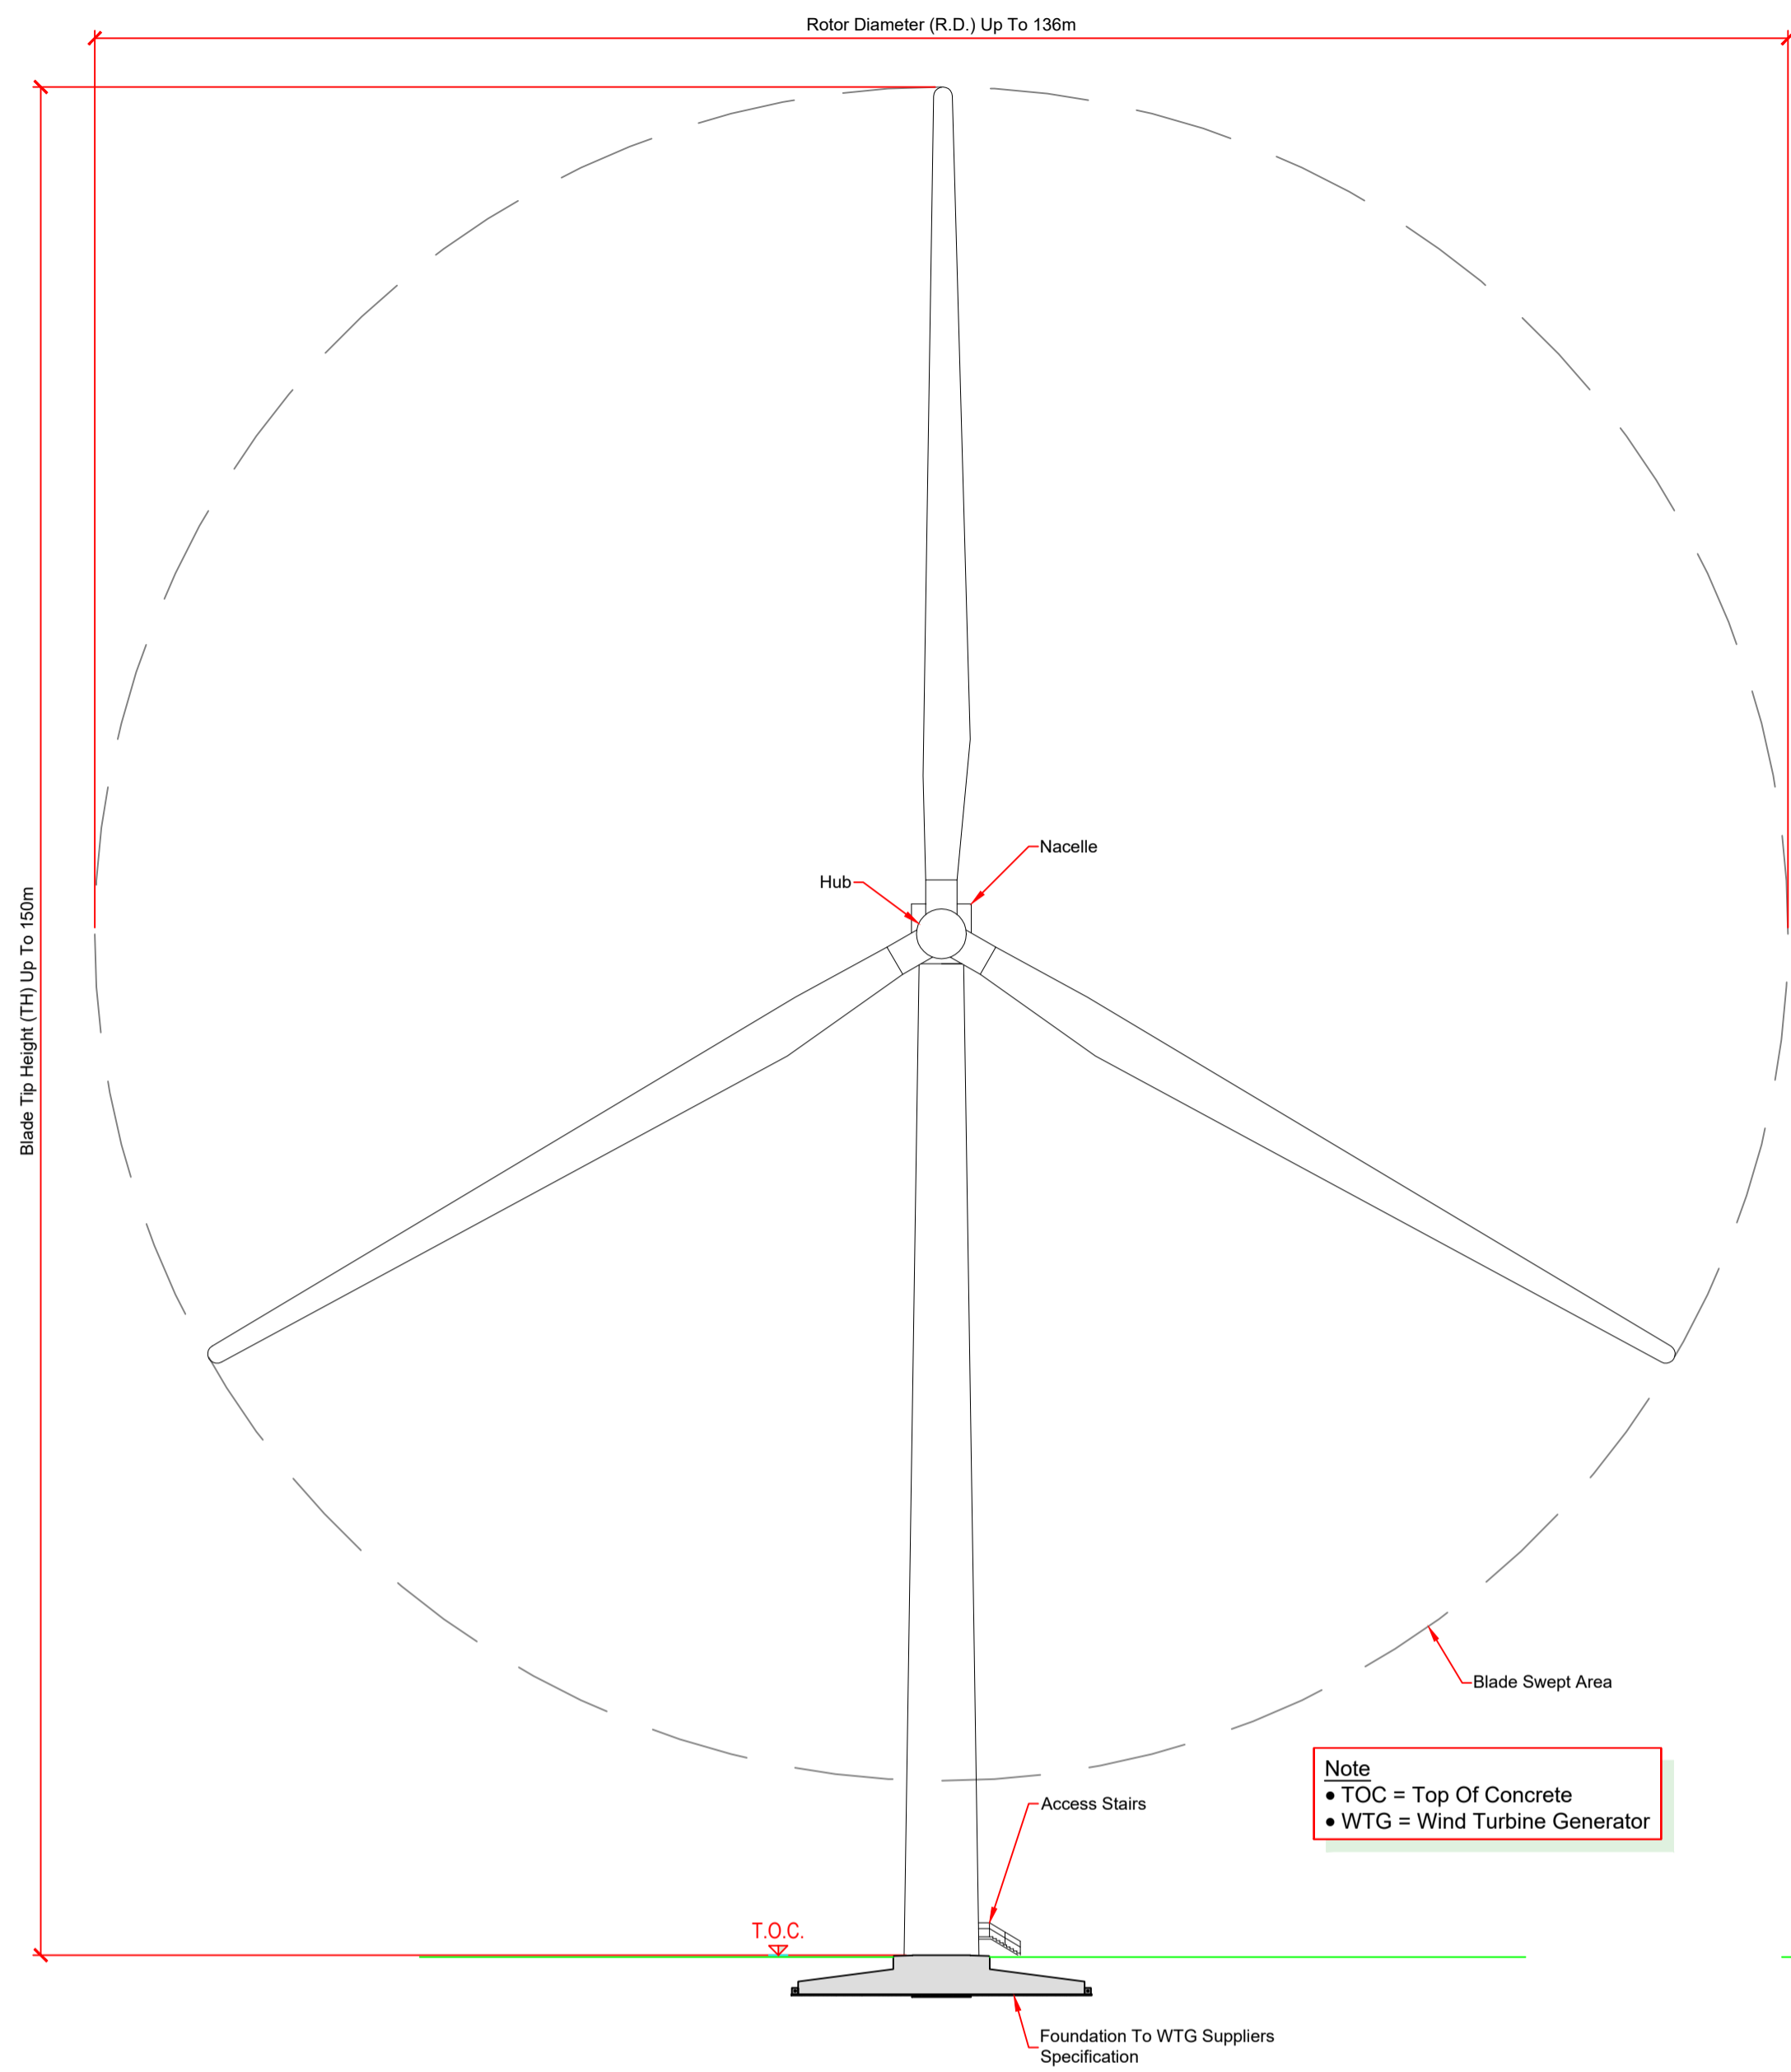 Rotor Diameter (R.D.) Up To 136m
Blade Tip Height (TH) Up To 150m
Nacelle
Hub
Blade Swept Area
Note
• TOC = Top Of Concrete
• WTG = Wind Turbine Generator
Access Stairs
T.O.C.
Foundation To WTG Suppliers
Specification